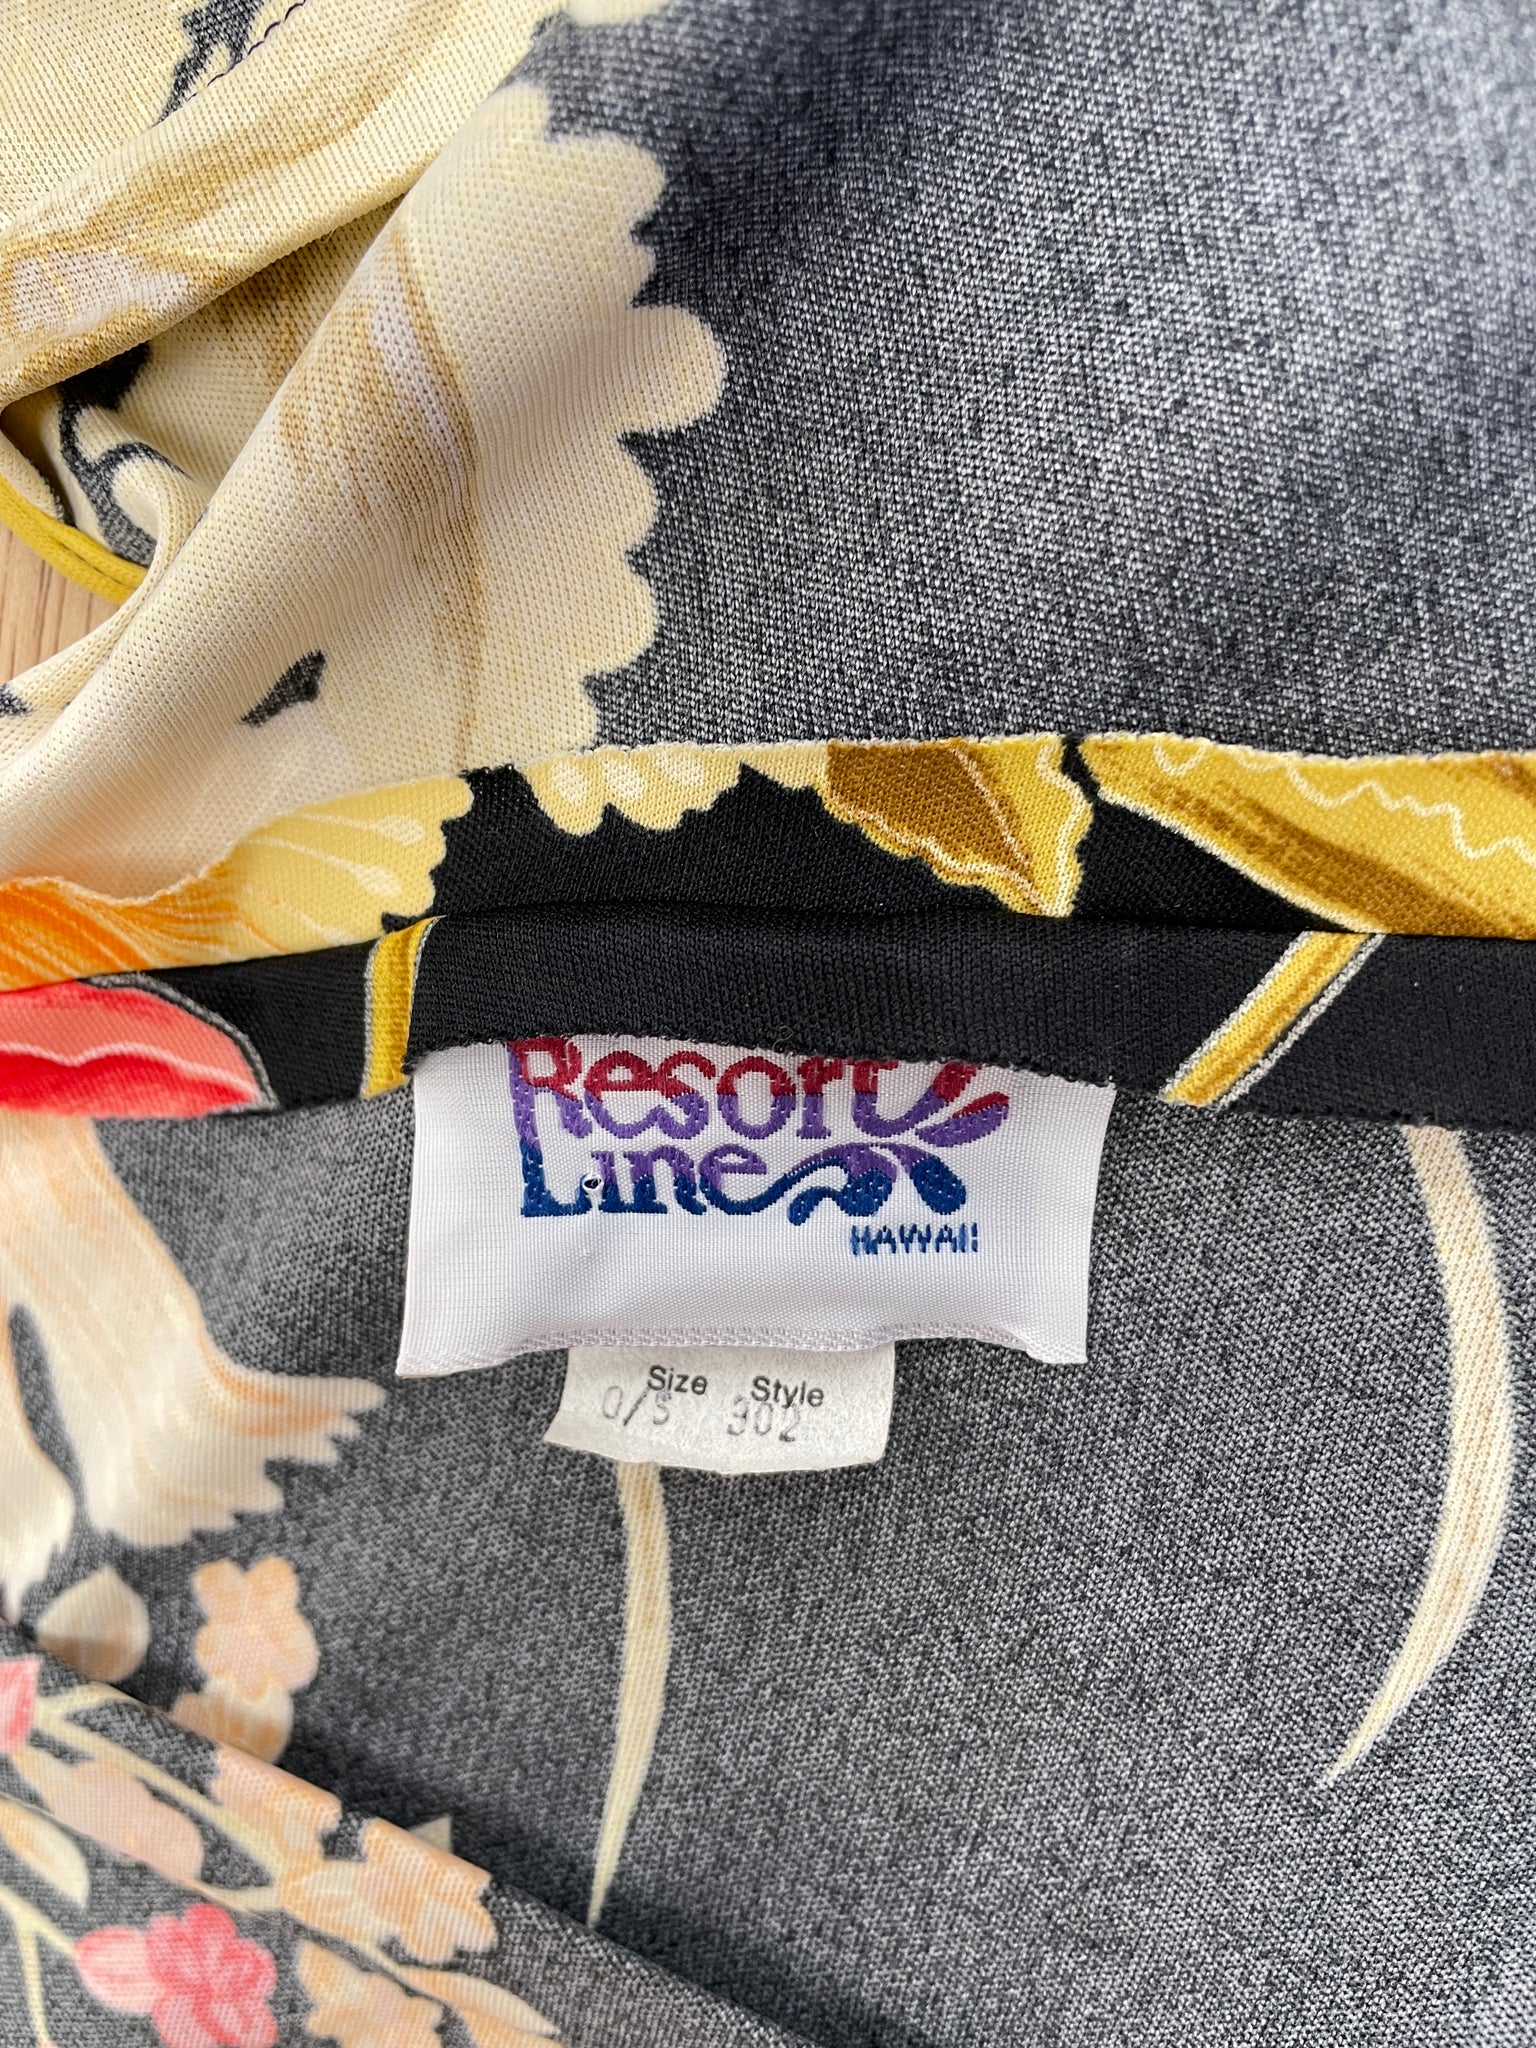 Resort
Line
HAWAII
Size Style
O/S 302